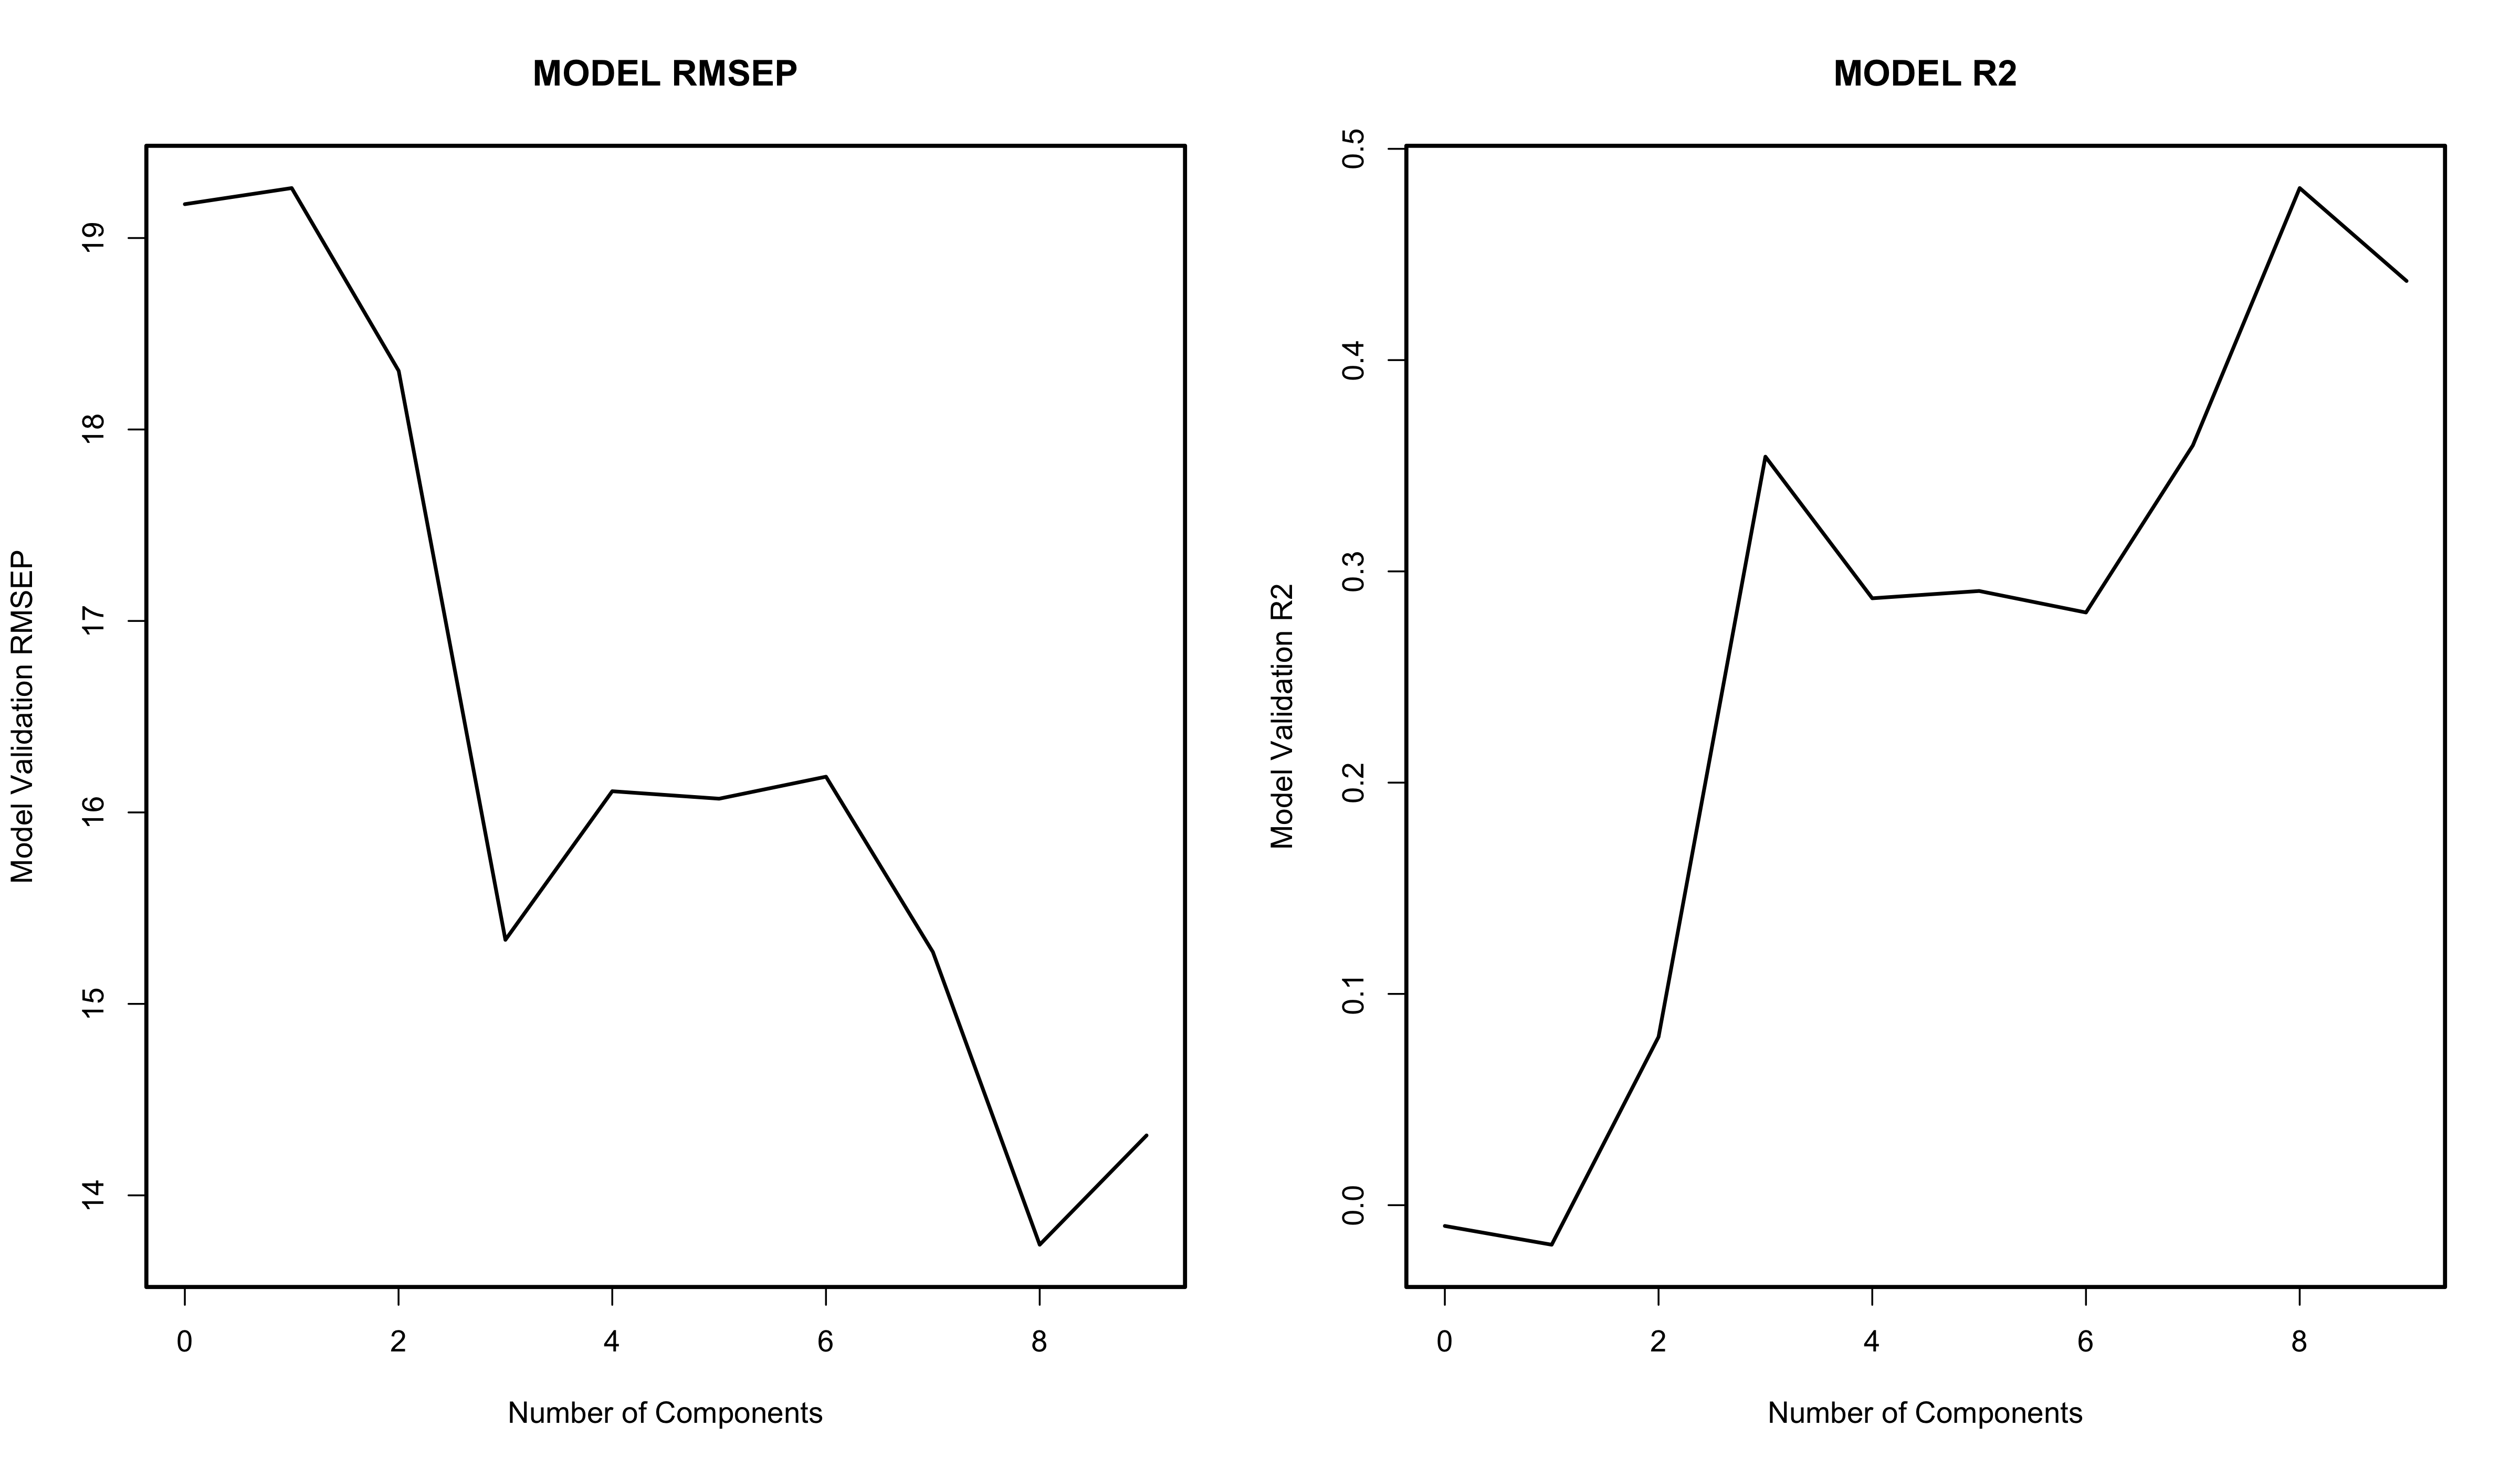 MODEL RMSEP
Model Validation RMSEP
19
18
17
16
15
14
0 2 4 6 8
Number of Components
MODEL R2
Model Validation R2
0.5
0.4
0.3
0.2
0.1
0.0
0 2 4 6 8
Number of Components